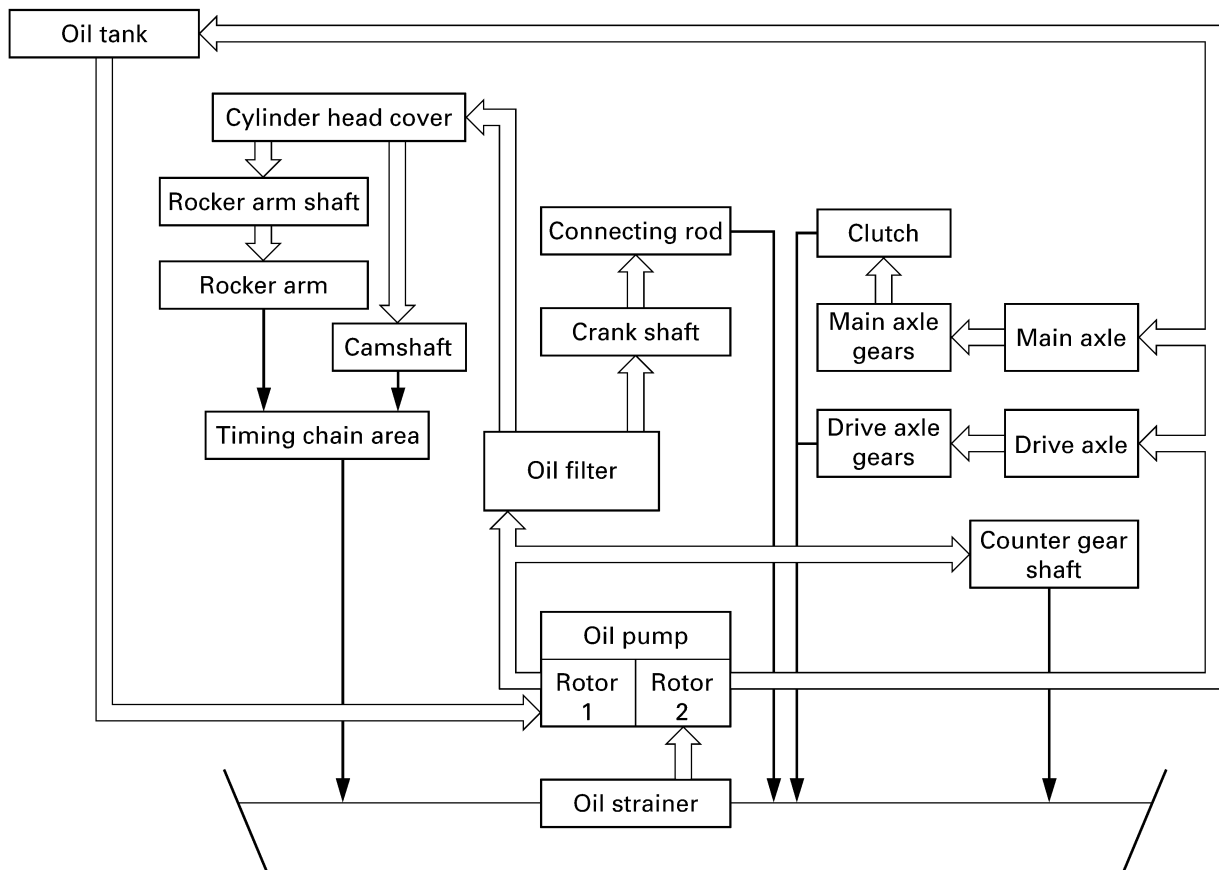 Oil tank
Cylinder head cover
Rocker arm shaft
Rocker arm
Camshaft
Timing chain area
Connecting rod
Crank shaft
Oil filter
Clutch
Main axle
gears
Main axle
Drive axle
gears
Drive axle
Counter gear
shaft
Oil pump
Rotor
1
Rotor
2
Oil strainer